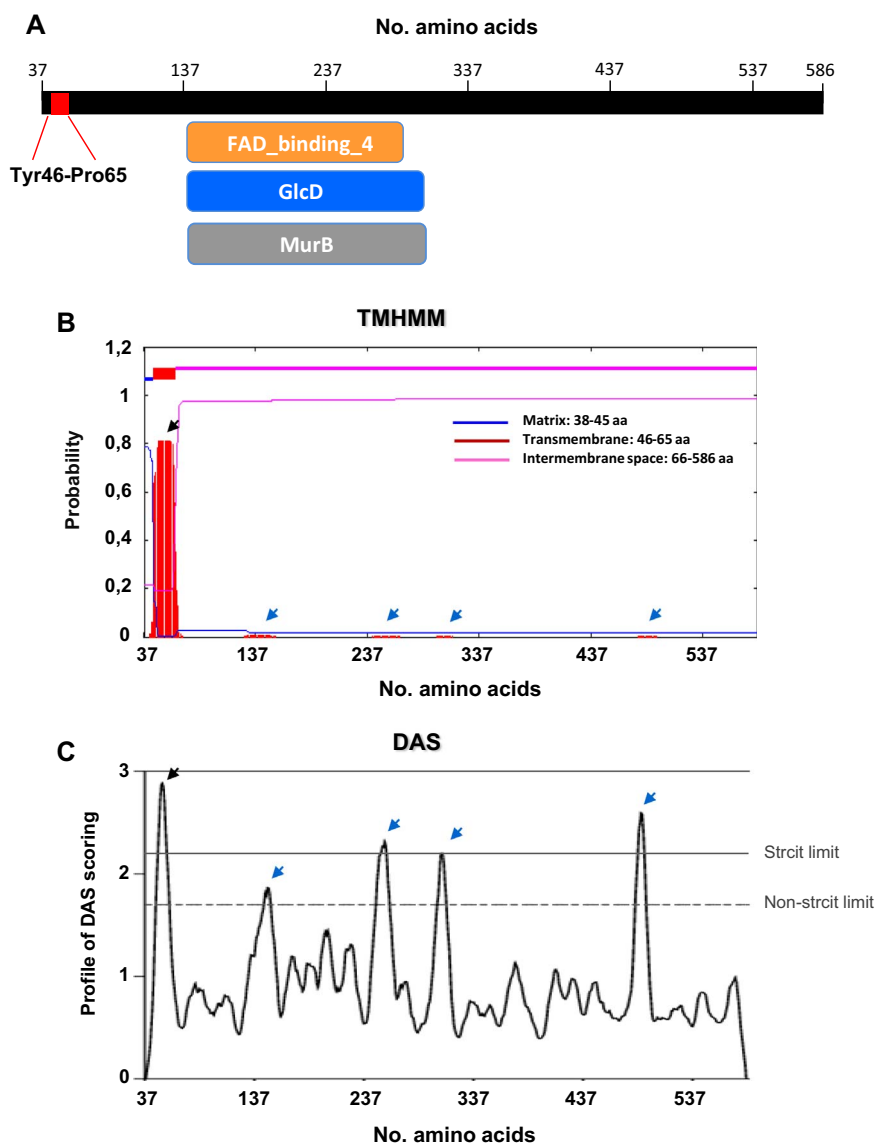 A
No. amino acids
37 137 237 337 437 537 586
FAD_binding_4
Tyr46-Pro65
GlcD
MurB
B
TMHMM
1,2
1
0,8
0,6
0,4
0,2
0
Probability
Matrix: 38-45 aa
Transmembrane: 46-65 aa
Intermembrane space: 66-586 aa
37 137 237 337 437 537
No. amino acids
C
DAS
3
2
1
0
Profile of DAS scoring
Strcit limit
Non-strcit limit
37 137 237 337 437 537
No. amino acids